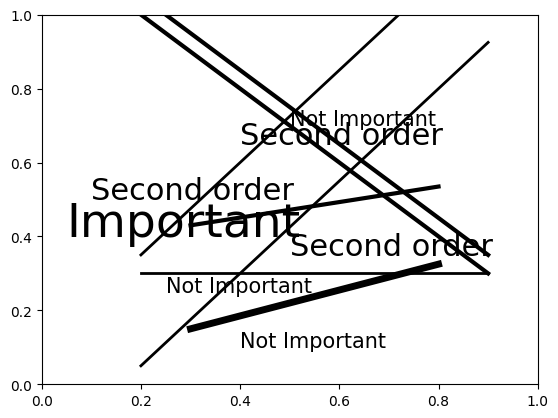 1.0
0.8
0.6
0.4
0.2
0.0
Not Important
Second order
Second order
Important
Second order
Not Important
Not Important
0.0 0.2 0.4 0.6 0.8 1.0